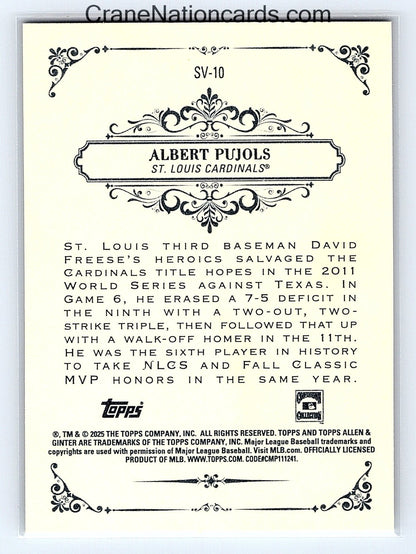 CraneNationcards.com
SV-10
ALBERT PUJOLS
ST. LOUIS CARDINALS®
ST. LOUIS THIRD BASEMAN DAVID
FREESE'S HEROICS SALVAGED THE
CARDINALS TITLE HOPES IN THE 2011
WORLD SERIES AGAINST TEXAS. IN
GAME 6, HE ERASED A 7-5 DEFICIT IN
THE NINTH WITH A TWO-OUT, TWO-
STRIKE TRIPLE, THEN FOLLOWED THAT UP
WITH A WALK-OFF HOMER IN THE 11TH.
HE WAS THE SIXTH PLAYER IN HISTORY
TO TAKE NLCS AND FALL CLASSIC
MVP HONORS IN THE SAME YEAR.
Topps®
®, TM & © 2025 THE TOPPS COMPANY, INC. ALL RIGHTS RESERVED. TOPPS AND TOPPS ALLEN &
GINTER ARE TRADEMARKS OF THE TOPPS COMPANY, INC. Major League Baseball trademarks and
copyrights are used with permission of Major League Baseball. Visit MLB.com. OFFICIALLY LICENSED
PRODUCT OF MLB. WWW.TOPPS.COM. CODE#CMP111241.